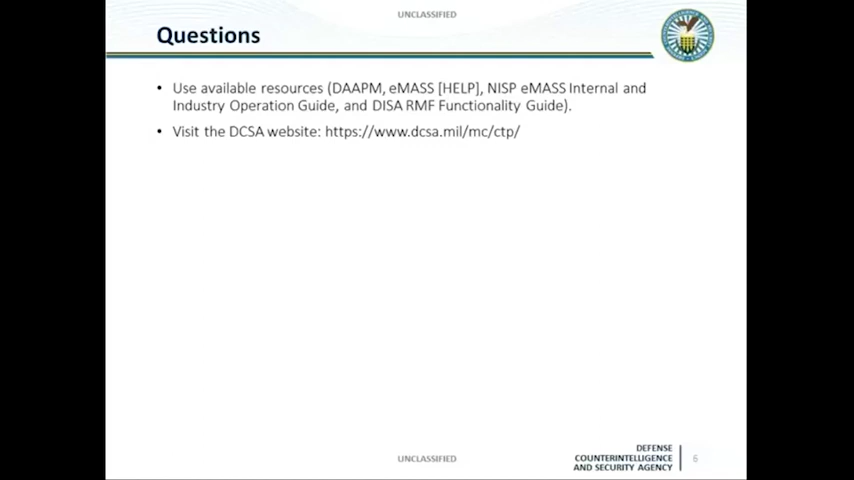 UNCLASSIFIED
Questions
• Use available resources (DAAPM, eMASS [HELP], NISP eMASS Internal and
Industry Operation Guide, and DISA RMF Functionality Guide).
• Visit the DCSA website: https://www.dcsa.mil/mc/ctp/
UNCLASSIFIED
DEFENSE
COUNTERINTELLIGENCE
AND SECURITY AGENCY
5